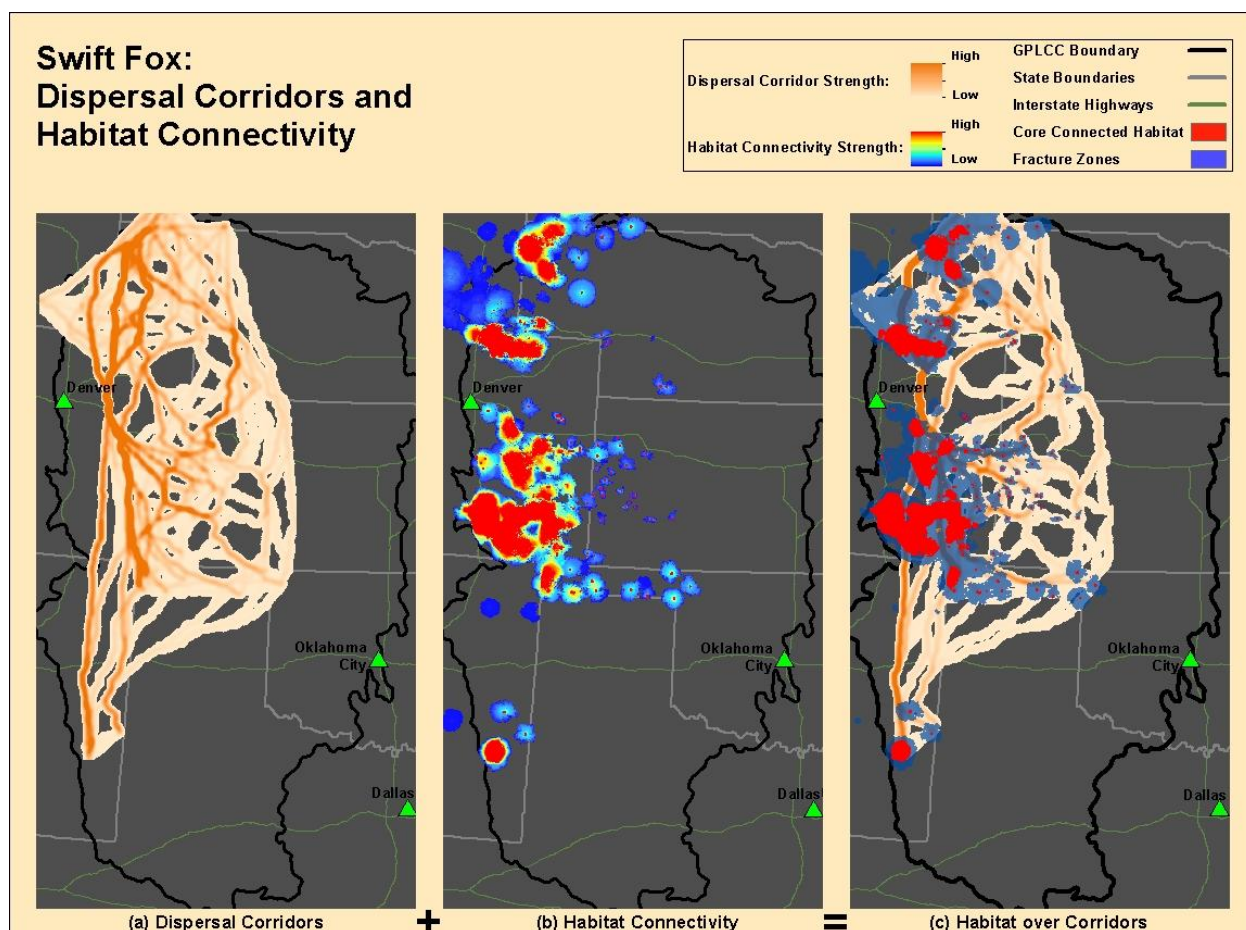 Swift Fox:
Dispersal Corridors and
Habitat Connectivity
Dispersal Corridor Strength:
High
Low
Habitat Connectivity Strength:
High
Low
GPLCC Boundary
State Boundaries
Interstate Highways
Core Connected Habitat
Fracture Zones
Denver
Oklahoma
City
Dallas
Denver
Oklahoma
City
Dallas
Denver
Oklahoma
City
Dallas
(a) Dispersal Corridors
+
(b) Habitat Connectivity
=
(c) Habitat over Corridors